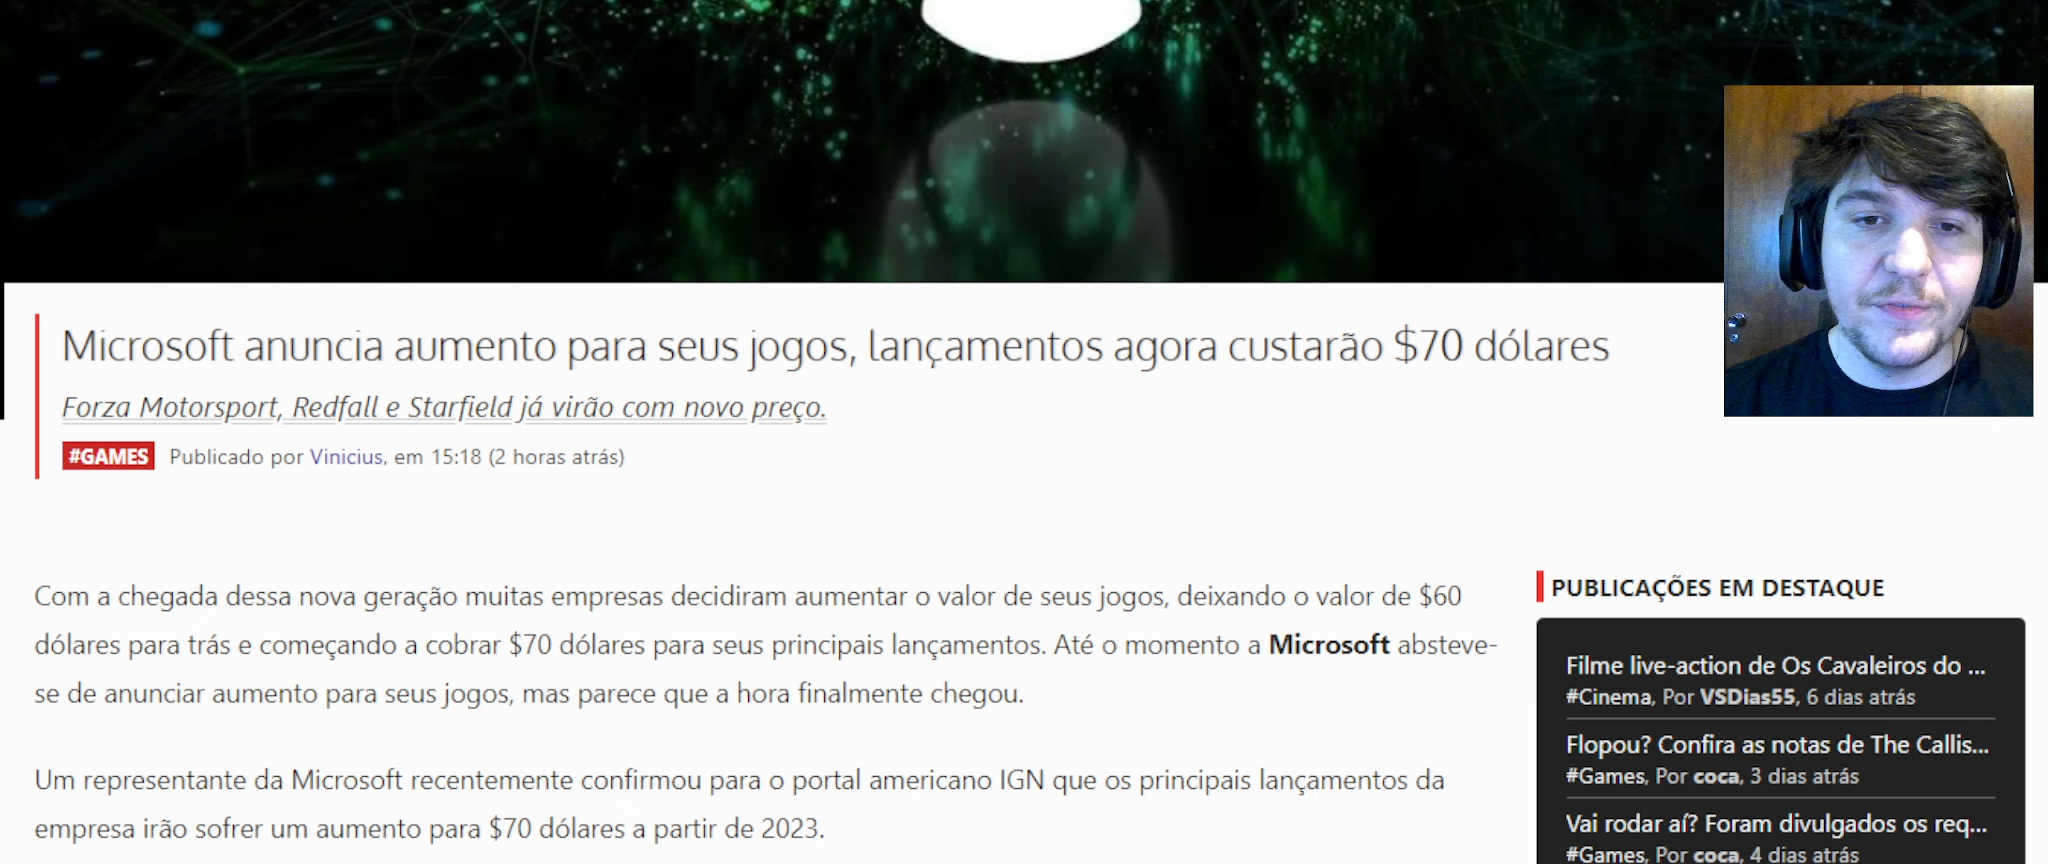 Microsoft anuncia aumento para seus jogos, lançamentos agora custarão $70 dólares
Forza Motorsport, Redfall e Starfield já virão com novo preço.
#GAMES Publicado por Vinicius, em 15:18 (2 horas atrás)
Com a chegada dessa nova geração muitas empresas decidiram aumentar o valor de seus jogos, deixando o valor de $60
dólares para trás e começando a cobrar $70 dólares para seus principais lançamentos. Até o momento a Microsoft absteve-
se de anunciar aumento para seus jogos, mas parece que a hora finalmente chegou.
Um representante da Microsoft recentemente confirmou para o portal americano IGN que os principais lançamentos da
empresa irão sofrer um aumento para $70 dólares a partir de 2023.
PUBLICAÇÕES EM DESTAQUE
Filme live-action de Os Cavaleiros do ...
#Cinema, Por VSDias55, 6 dias atrás
Flopou? Confira as notas de The Callis...
#Games, Por coca, 3 dias atrás
Vai rodar aí? Foram divulgados os req...
#Games, Por coca, 4 dias atrás